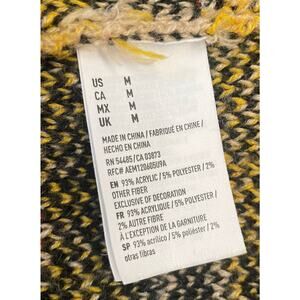 US M
CA M
MX M
UK M
MADE IN CHINA / FABRIQUÉ EN CHINE /
HECHO EN CHINA
RN 54485/CA 03873
RFC# AEM120605U9A
EN 93% ACRYLIC / 5% POLYESTER / 2%
OTHER FIBER
EXCLUSIVE OF DECORATION
FR 93% ACRYLIQUE / 5% POLYESTER /
2% AUTRE FIBRE
À L'EXCEPTION DE LA GARNITURE
SP 93% acrílico / 5% poliéster / 2%
otras fibras